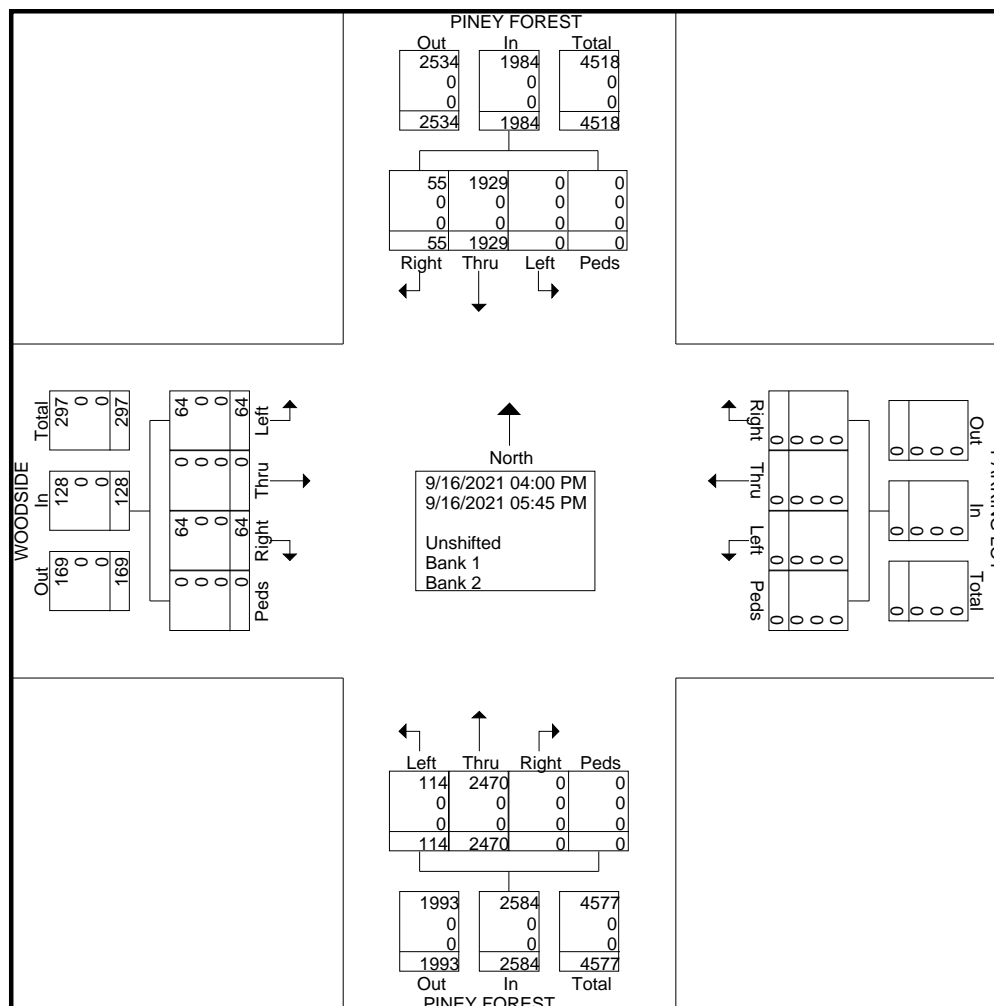 PINEY FOREST
Out In Total
2534 1984 4518
0 0 0
0 0 0
2534 1984 4518
55 1929 0 0
0 0 0 0
0 0 0 0
55 1929 0 0
Right Thru Left Peds
WOODSIDE
Total
297 0 0 297
In
128 0 0 128
Out
169 0 0 169
64 0 0 64
Left
0 0 0 0
Thru
64 0 0 64
Right
0 0 0 0
Peds
North
9/16/2021 04:00 PM
9/16/2021 05:45 PM
Unshifted
Bank 1
Bank 2
Right
0 0 0 0
Thru
0 0 0 0
Left
0 0 0 0
Peds
0 0 0 0
Out
0 0 0 0
In
0 0 0 0
Total
0 0 0 0
Left Thru Right Peds
114 2470 0 0
0 0 0 0
0 0 0 0
114 2470 0 0
1993 2584 4577
0 0 0
0 0 0
1993 2584 4577
Out In Total
PINEY FOREST